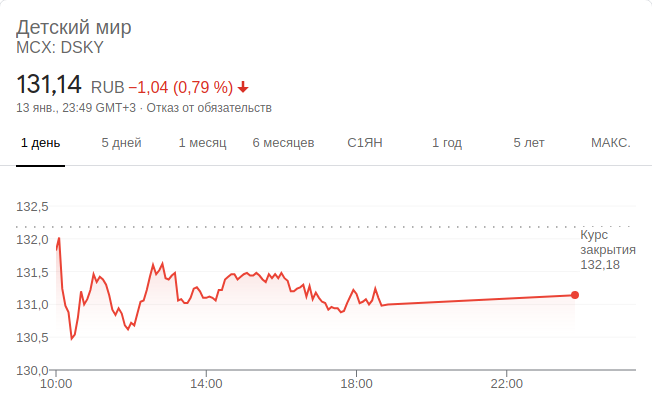 Детский мир
MCX: DSKY
131,14 RUB −1,04 (0,79 %)
13 янв., 23:49 GMT+3 · Отказ от обязательств
1 день 5 дней 1 месяц 6 месяцев С1ЯН 1 год 5 лет МАКС.
132,5
Курс
закрытия
132,18
132,0
131,5
131,0
130,5
130,0
10:00 14:00 18:00 22:00